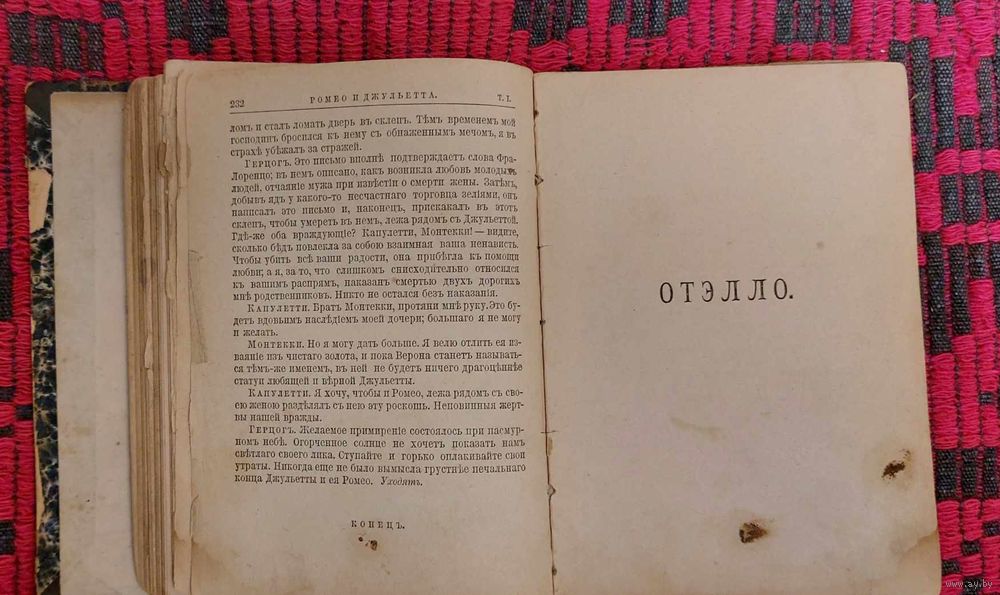 232 РОМЕО И ДЖУЛЬЕТТА. Т. I.
ломъ и сталъ ломать дверь въ склепъ. Тѣмъ временемъ мой
господинъ бросился къ нему съ обнаженнымъ мечомъ, я въ
страхѣ убѣжалъ за стражей.
Герцогъ. Это письмо вполнѣ подтверждаетъ слова Фра-
Лоренцо; въ немъ описано, какъ возникла любовь молодыхъ
людей, отчаяніе мужа при извѣстіи о смерти жены. Затѣмъ,
добывъ ядъ у какого-то несчастнаго торговца зеліями, онъ
написалъ это письмо и, наконецъ, прискакалъ въ этотъ
склепъ, чтобы умереть въ немъ, лежа рядомъ съ Джульеттой.
Гдѣ-же оба враждующіе? Капулетти, Монтекки! — видите,
сколько бѣдъ повлекла за собою взаимная ваша ненависть.
Чтобы убить всѣ ваши радости, она прибѣгла къ помощи
любви; а я, за то, что слишкомъ снисходительно относился
къ вашимъ распрямъ, наказанъ смертью двухъ дорогихъ
мнѣ родственниковъ. Никто не остался безъ наказанія.
Капулетти. Братъ Монтекки, протяни мнѣ руку. Это бу-
детъ вдовьимъ наслѣдіемъ моей дочери; большаго я не могу
и желать.
Монтекки. Но я могу дать больше. Я велю отлить ея из-
ваяніе изъ чистаго золота, и пока Верона станетъ называть-
ся тѣмъ-же именемъ, въ ней не будетъ ничего драгоцѣннѣе
статуи любящей и вѣрной Джульетты.
Капулетти. Я хочу, чтобы и Ромео, лежа рядомъ съ сво-
ею женою раздѣлялъ съ нею эту роскошь. Неповинныя жерт-
вы нашей вражды.
Герцогъ. Желаемое примиреніе состоялось при пасмур-
номъ небѣ. Огорченное солнце не хочетъ показать намъ
свѣтлаго своего лика. Ступайте и горько оплакивайте свои
утраты. Никогда еще не было вымысла грустнѣе печальнаго
конца Джульетты и ея Ромео. Уходятъ.
КОНЕЦЪ.
ОТЭЛЛО.
www.ay.by